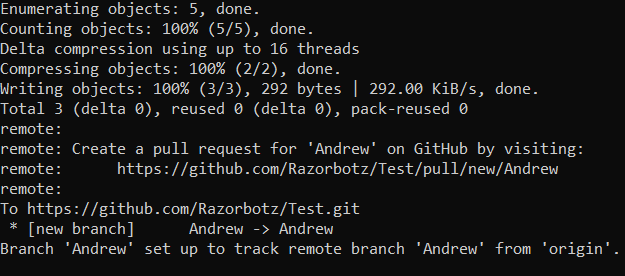 Enumerating objects: 5, done.
Counting objects: 100% (5/5), done.
Delta compression using up to 16 threads
Compressing objects: 100% (2/2), done.
Writing objects: 100% (3/3), 292 bytes | 292.00 KiB/s, done.
Total 3 (delta 0), reused 0 (delta 0), pack-reused 0
remote:
remote: Create a pull request for 'Andrew' on GitHub by visiting:
remote:      https://github.com/Razorbotz/Test/pull/new/Andrew
remote:
To https://github.com/Razorbotz/Test.git
 * [new branch]      Andrew -> Andrew
Branch 'Andrew' set up to track remote branch 'Andrew' from 'origin'.